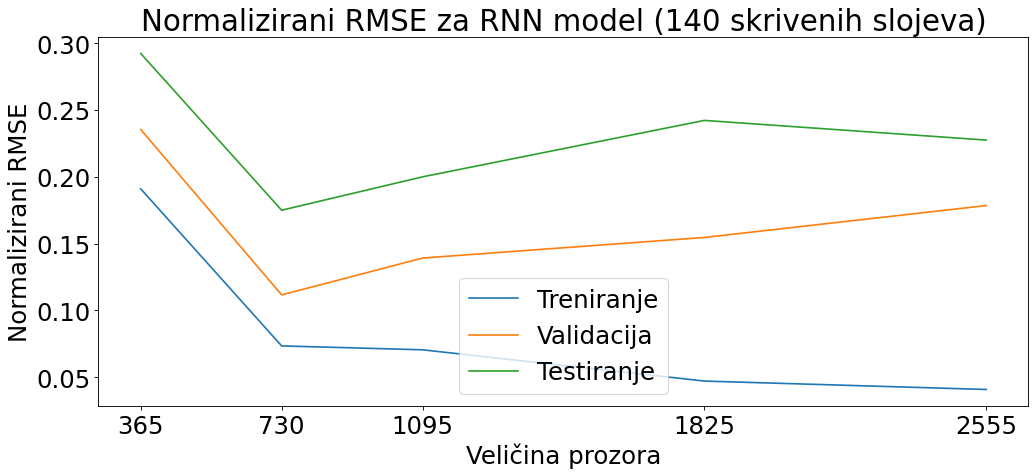 Normalizirani RMSE za RNN model (140 skrivenih slojeva)
Normalizirani RMSE
0.30
0.25
0.20
0.15
0.10
0.05
Treniranje
Validacija
Testiranje
365 730 1095 1825 2555
Veličina prozora